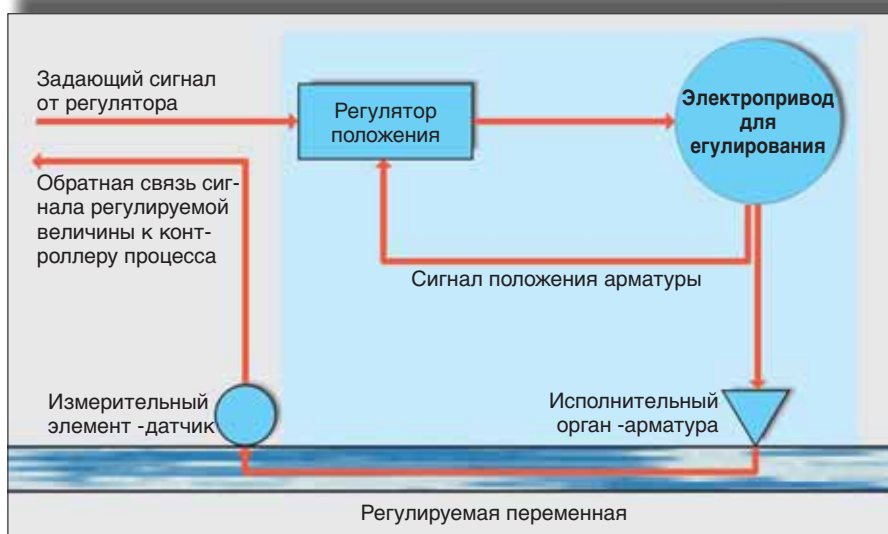 Задающий сигнал
от регулятора
Регулятор
положения
Электропривод
для
егулирования
Обратная связь сиг-
нала регулируемой
величины к конт-
роллеру процесса
Сигнал положения арматуры
Измерительный
элемент -датчик
Исполнительный
орган -арматура
Регулируемая переменная